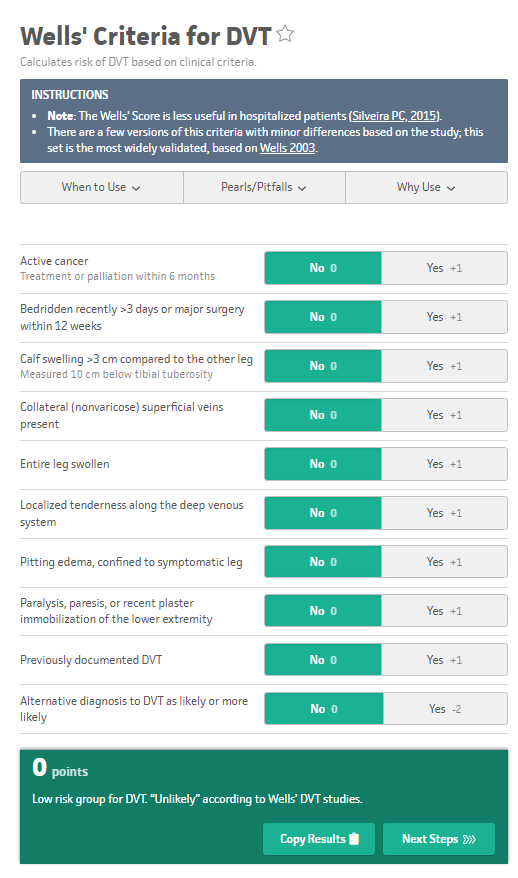 Wells' Criteria for DVT
Calculates risk of DVT based on clinical criteria.
INSTRUCTIONS
• Note: The Wells' Score is less useful in hospitalized patients (Silveira PC, 2015).
• There are a few versions of this criteria with minor differences based on the study; this
set is the most widely validated, based on Wells 2003.
When to Use Pearls/Pitfalls Why Use
Active cancer
Treatment or palliation within 6 months
No 0 Yes +1
Bedridden recently >3 days or major surgery
within 12 weeks
No 0 Yes +1
Calf swelling >3 cm compared to the other leg
Measured 10 cm below tibial tuberosity
No 0 Yes +1
Collateral (nonvaricose) superficial veins
present
No 0 Yes +1
Entire leg swollen
No 0 Yes +1
Localized tenderness along the deep venous
system
No 0 Yes +1
Pitting edema, confined to symptomatic leg
No 0 Yes +1
Paralysis, paresis, or recent plaster
immobilization of the lower extremity
No 0 Yes +1
Previously documented DVT
No 0 Yes +1
Alternative diagnosis to DVT as likely or more
likely
No 0 Yes -2
0 points
Low risk group for DVT. “Unlikely” according to Wells' DVT studies.
Copy Results Next Steps